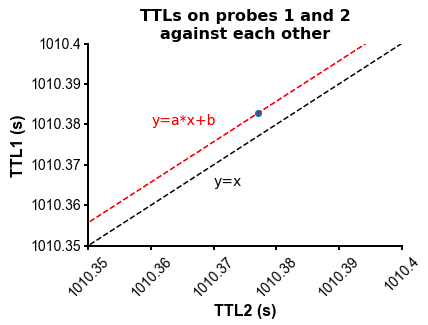 TTLs on probes 1 and 2
against each other
1010.4
1010.39
1010.38
1010.37
1010.36
1010.35
TTL1 (s)
y=a*x+b
y=x
1010.35
1010.36
1010.37
1010.38
1010.39
1010.4
TTL2 (s)